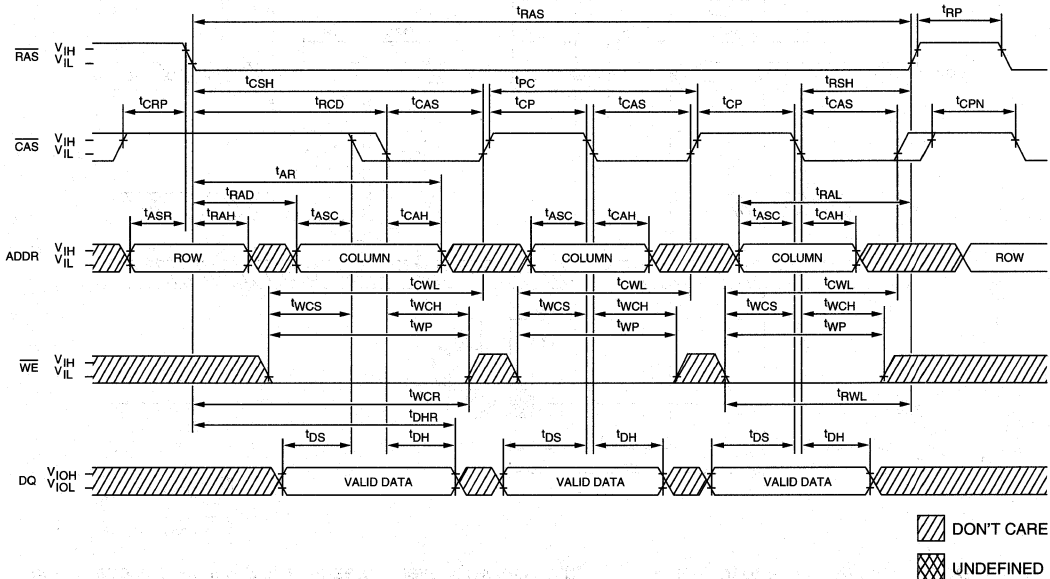 tRAS
tRP
RAS VIH
VIL
tCSH
tPC
tRSH
tCRP
tRCD
tCAS
tCP
tCAS
tCP
tCAS
tCPN
CAS VIH
VIL
tAR
tRAD
tRAL
tASR
tRAH
tASC
tCAH
tASC
tCAH
tASC
tCAH
ADDR VIH
VIL
ROW
COLUMN
COLUMN
COLUMN
ROW
tCWL
tCWL
tCWL
tWCS
tWCH
tWCS
tWCH
tWCS
tWCH
tWP
tWP
tWP
WE VIH
VIL
tWCR
tRWL
tDHR
tDS
tDH
tDS
tDH
tDS
tDH
DQ VIOH
VIOL
VALID DATA
VALID DATA
VALID DATA
DON'T CARE
UNDEFINED